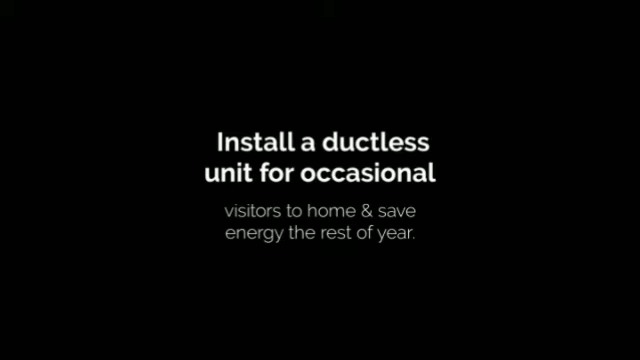 Install a ductless
unit for occasional
visitors to home & save
energy the rest of year.